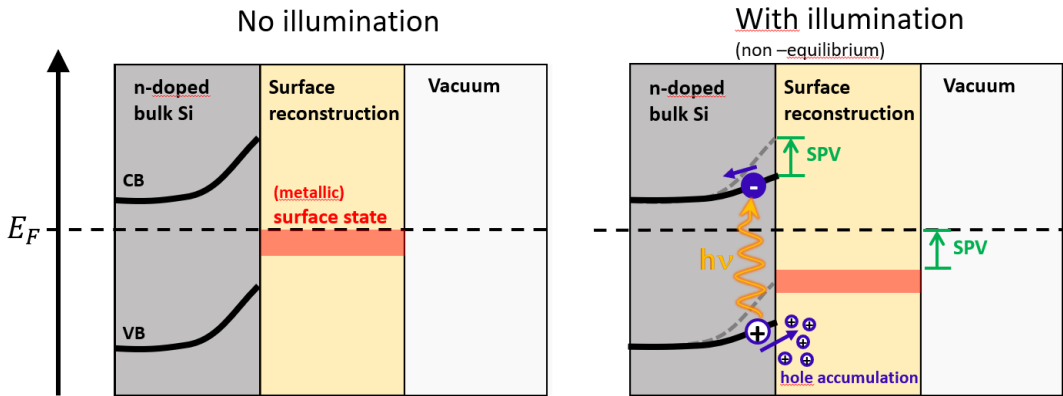 No illumination
n-doped
bulk Si
Surface
reconstruction
Vacuum
CB
(metallic)
surface state
E_F
VB
With illumination
(non –equilibrium)
n-doped
bulk Si
Surface
reconstruction
Vacuum
SPV
-
hν
SPV
+
+
+
+
+
+
hole accumulation